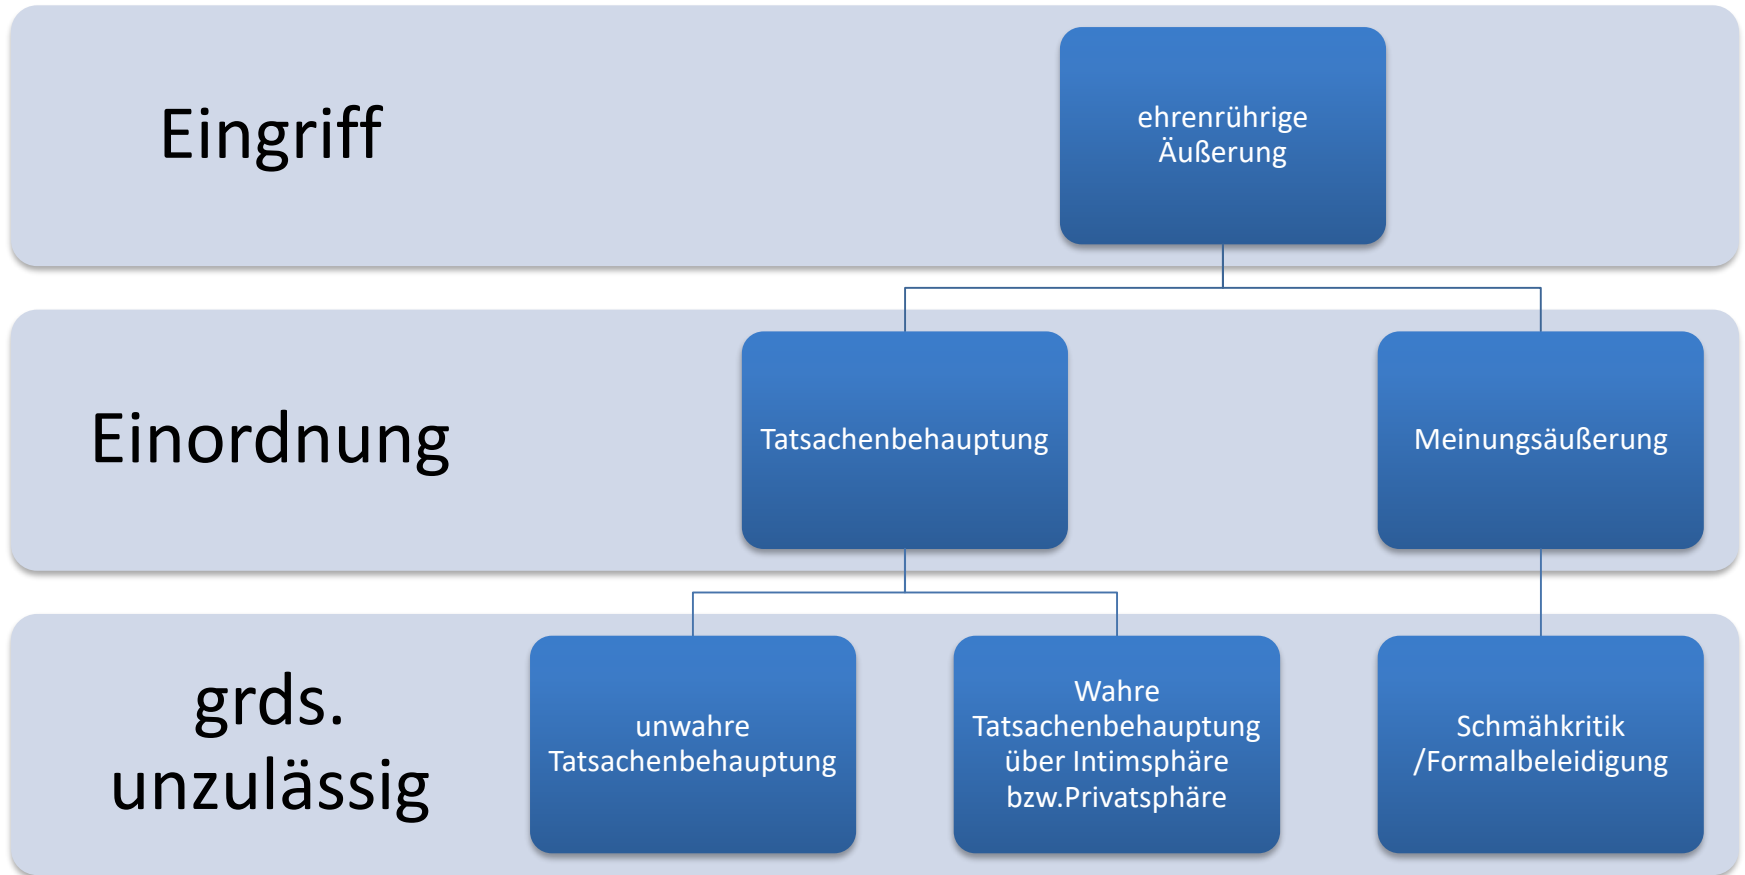 Eingriff
ehrenrührige
Äußerung
Einordnung
Tatsachenbehauptung
Meinungsäußerung
grds.
unzulässig
unwahre
Tatsachenbehauptung
Wahre
Tatsachenbehauptung
über Intimsphäre
bzw.Privatsphäre
Schmähkritik
/Formalbeleidigung